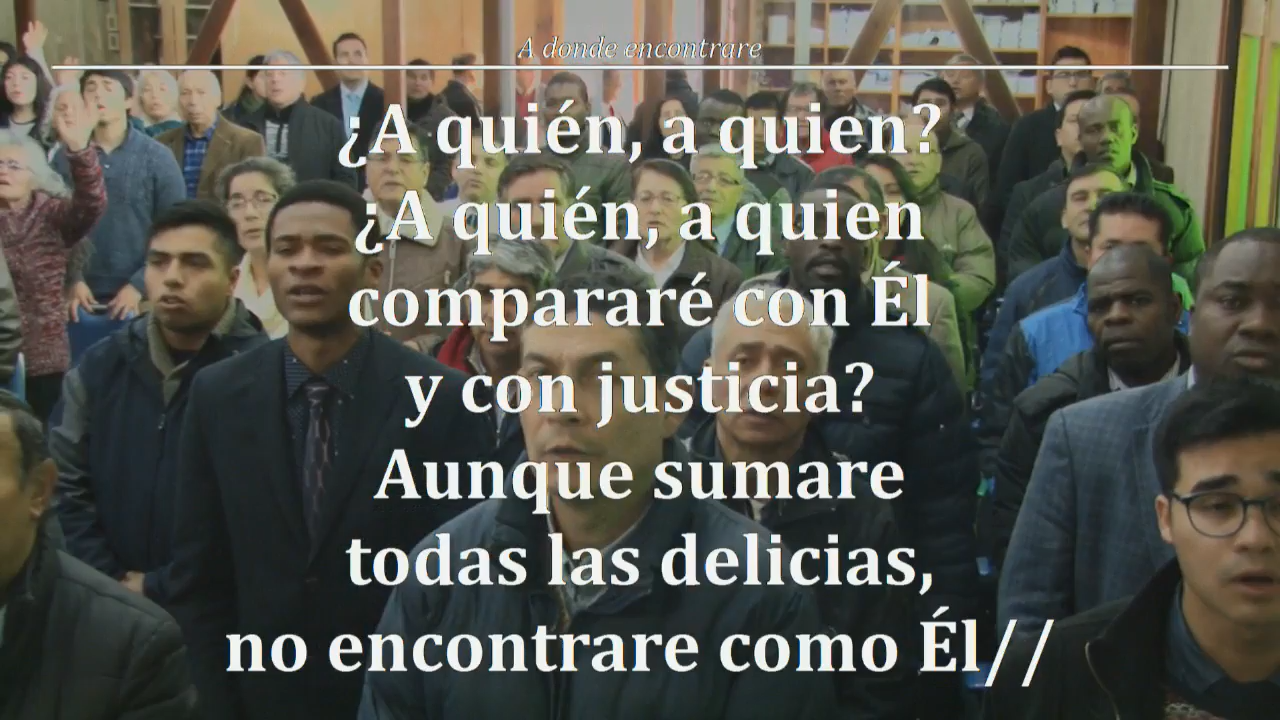 A donde encontrare
¿A quién, a quien?
¿A quién, a quien
compararé con Él
y con justicia?
Aunque sumare
todas las delicias,
no encontrare como Él//